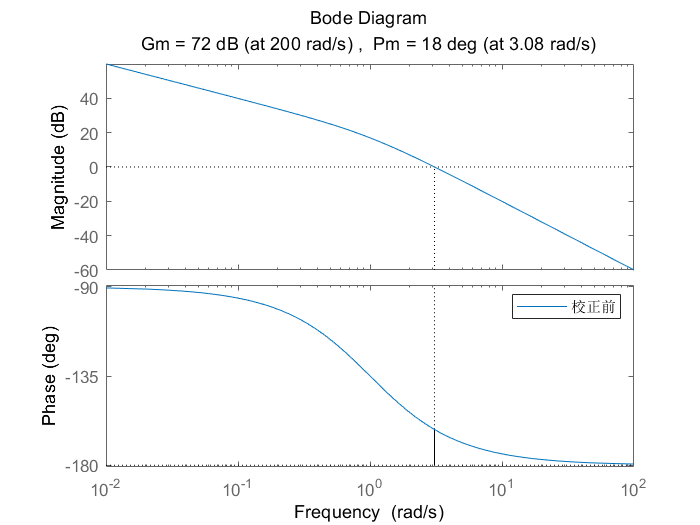 Bode Diagram
Gm = 72 dB (at 200 rad/s) ,  Pm = 18 deg (at 3.08 rad/s)
Magnitude (dB)
40
20
0
-20
-40
-60
Phase (deg)
-90
-135
-180
校正前
10^-2
10^-1
10^0
10^1
10^2
Frequency  (rad/s)